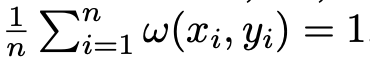 $\frac{1}{n} \sum_{i=1}^{n} \omega(x_i, y_i) = 1.$